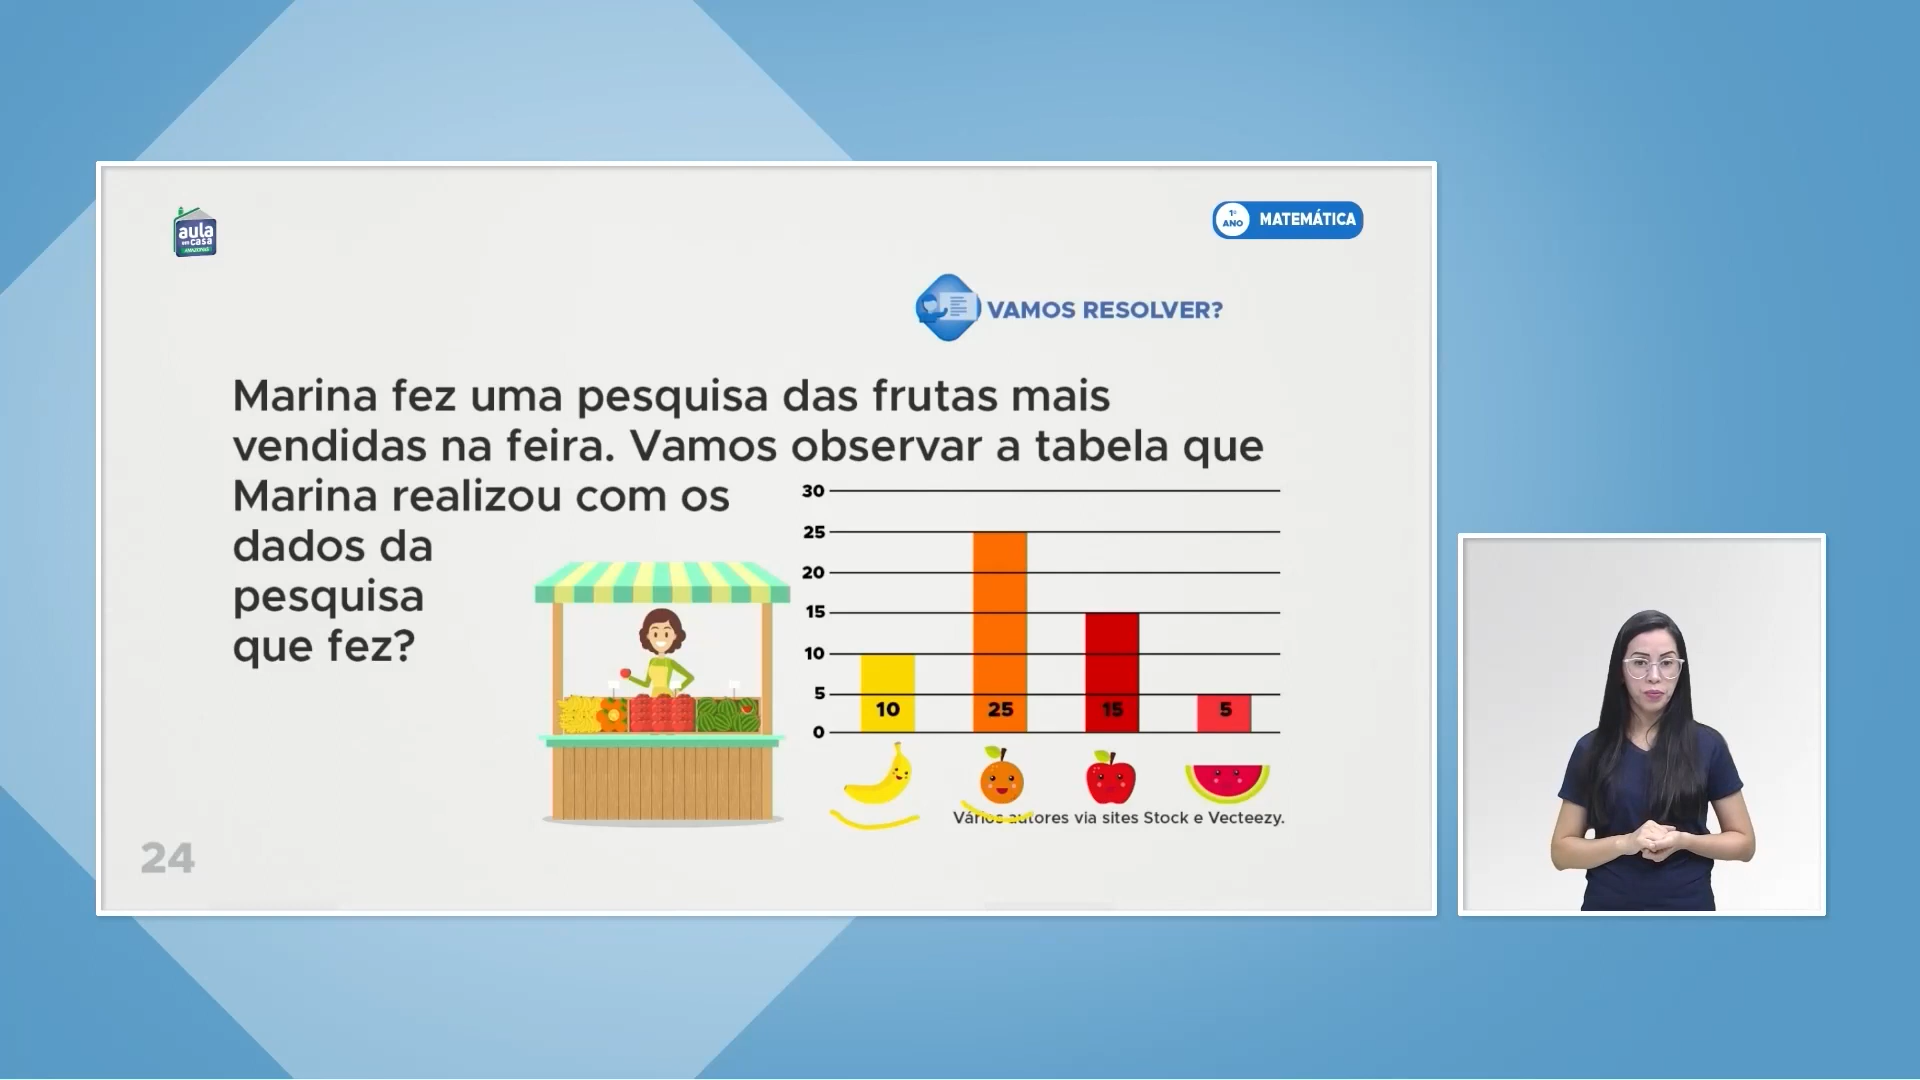 aula
em
casa
AMAZONAS
1º
ANO
MATEMÁTICA
VAMOS RESOLVER?
Marina fez uma pesquisa das frutas mais
vendidas na feira. Vamos observar a tabela que
Marina realizou com os
dados da
pesquisa
que fez?
30
25
20
15
10
5
0
10
25
15
5
Vários autores via sites Stock e Vecteezy.
24